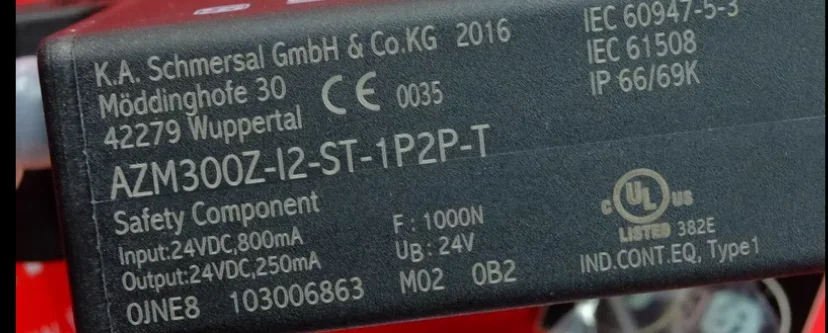 K.A. Schmersal GmbH & Co.KG 2016
Möddinghofe 30
42279 Wuppertal
CE 0035
IEC 60947-5-3
IEC 61508
IP 66/69K
AZM300Z-I2-ST-1P2P-T
Safety Component
Input:24VDC,800mA
Output:24VDC,250mA
F: 1000N
UB: 24V
0JNE8 103006863 M02 0B2
c UL us
LISTED 382E
IND.CONT.EQ, Type1